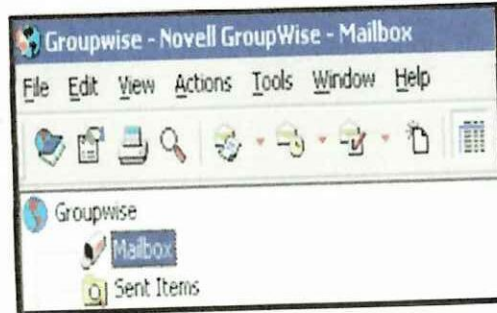 Groupwise - Novell GroupWise - Mailbox
File Edit View Actions Tools Window Help
Groupwise
Mailbox
Sent Items